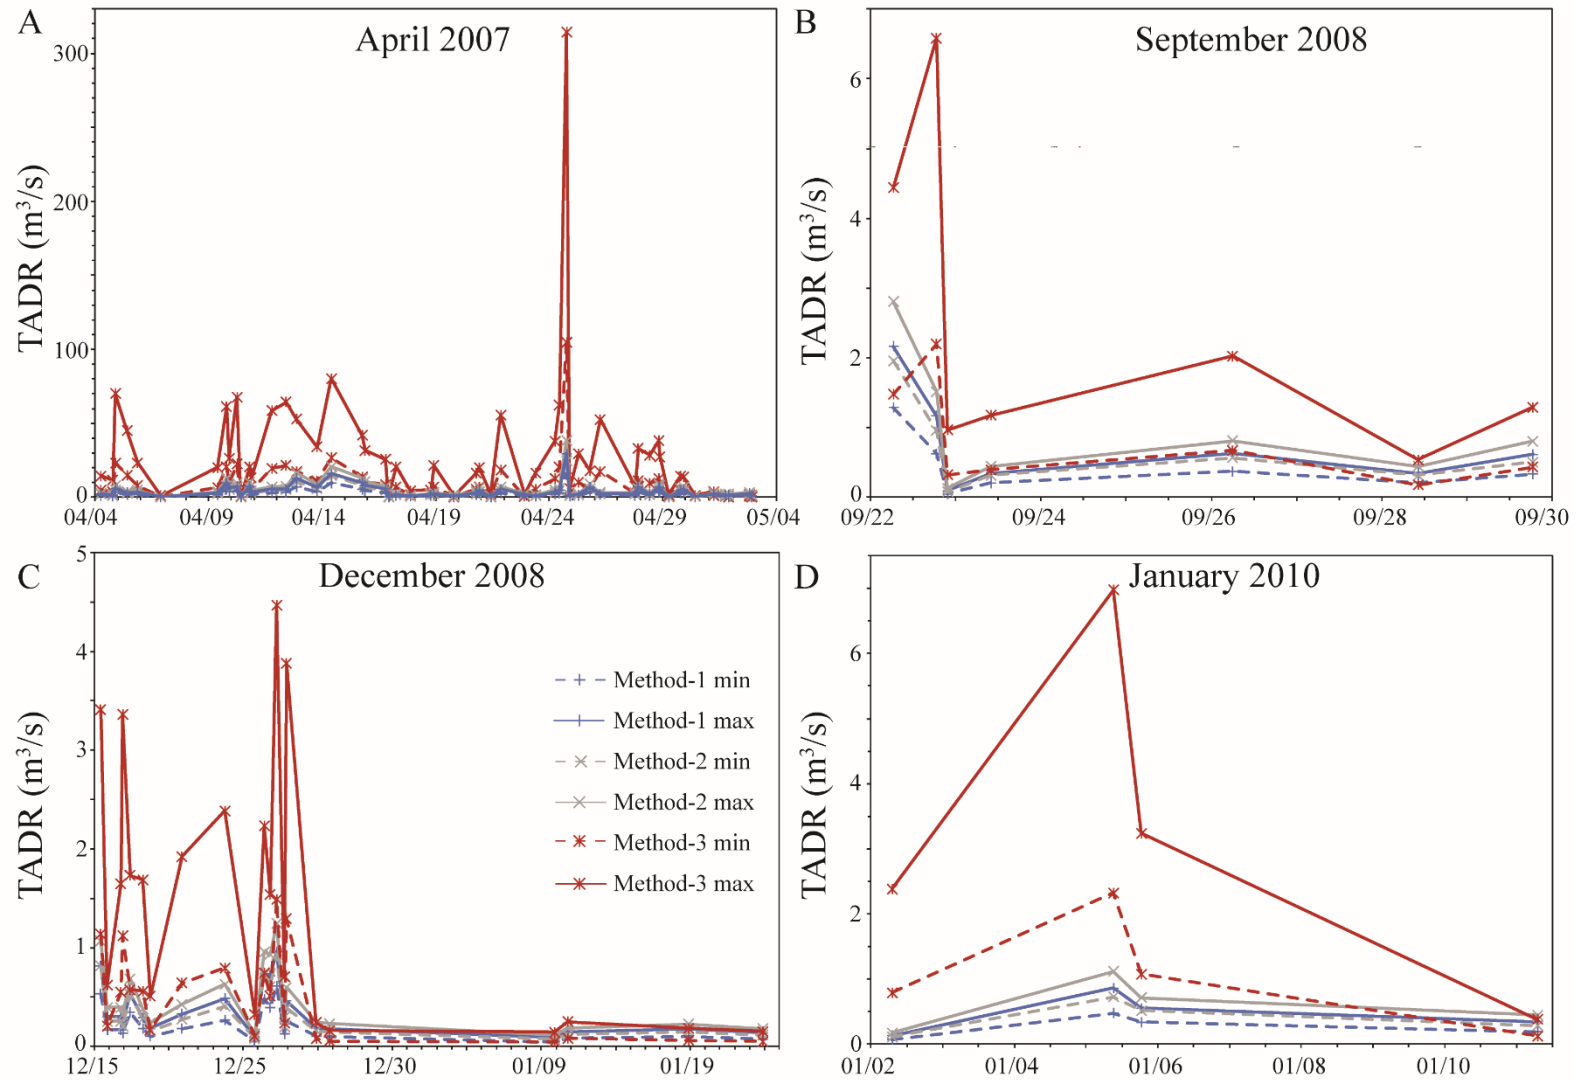 A
April 2007
TADR (m³/s)
300
200
100
0
04/04
04/09
04/14
04/19
04/24
04/29
05/04
B
September 2008
TADR (m³/s)
6
4
2
0
09/22
09/24
09/26
09/28
09/30
C
December 2008
TADR (m³/s)
5
4
3
2
1
0
12/15
12/25
12/30
01/09
01/19
Method-1 min
Method-1 max
Method-2 min
Method-2 max
Method-3 min
Method-3 max
D
January 2010
TADR (m³/s)
6
4
2
0
01/02
01/04
01/06
01/08
01/10